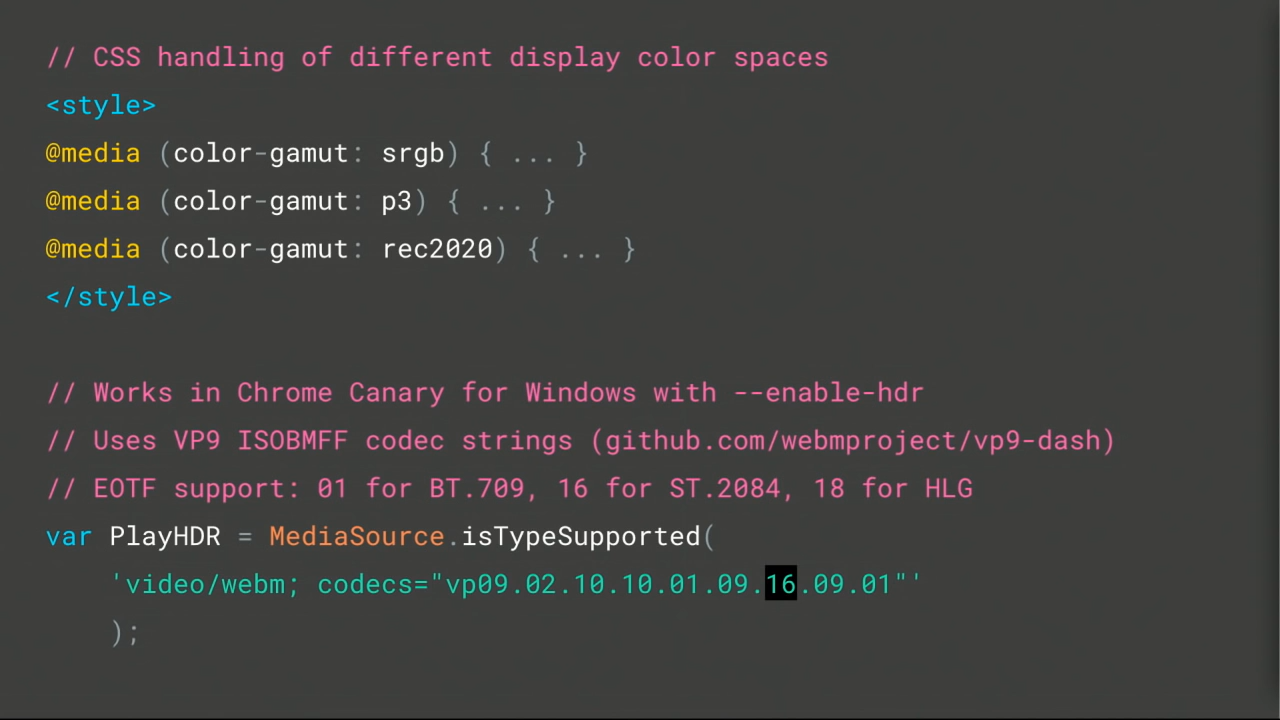 // CSS handling of different display color spaces
<style>
@media (color-gamut: srgb) { ... }
@media (color-gamut: p3) { ... }
@media (color-gamut: rec2020) { ... }
</style>
// Works in Chrome Canary for Windows with --enable-hdr
// Uses VP9 ISOBMFF codec strings (github.com/webmproject/vp9-dash)
// EOTF support: 01 for BT.709, 16 for ST.2084, 18 for HLG
var PlayHDR = MediaSource.isTypeSupported(
'video/webm; codecs="vp09.02.10.10.01.09.16.09.01"'
);